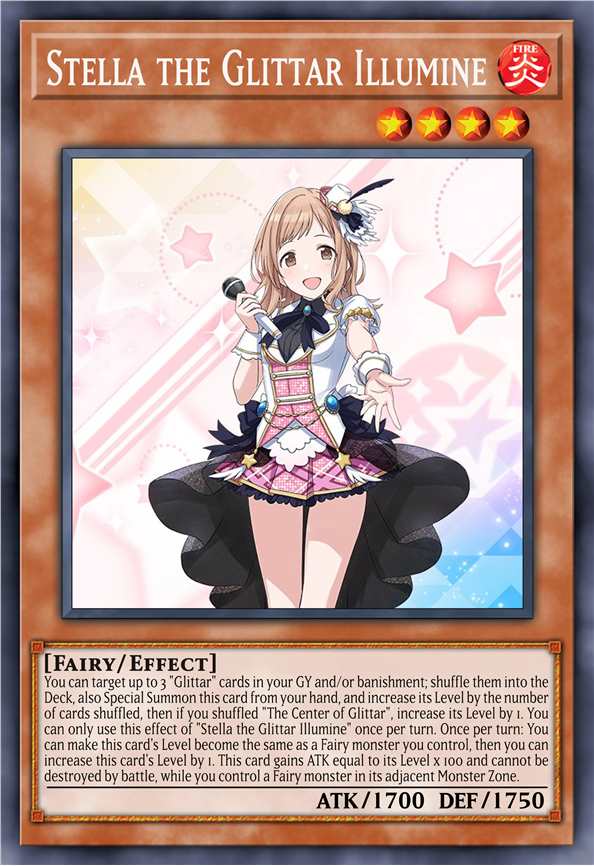 Stella the Glittar Illumine
FIRE
炎
[Fairy/Effect]
You can target up to 3 "Glittar" cards in your GY and/or banishment; shuffle them into the
Deck, also Special Summon this card from your hand, and increase its Level by the number
of cards shuffled, then if you shuffled "The Center of Glittar", increase its Level by 1. You
can only use this effect of "Stella the Glittar Illumine" once per turn. Once per turn: You
can make this card's Level become the same as a Fairy monster you control, then you can
increase this card's Level by 1. This card gains ATK equal to its Level x 100 and cannot be
destroyed by battle, while you control a Fairy monster in its adjacent Monster Zone.
ATK/1700 DEF/1750